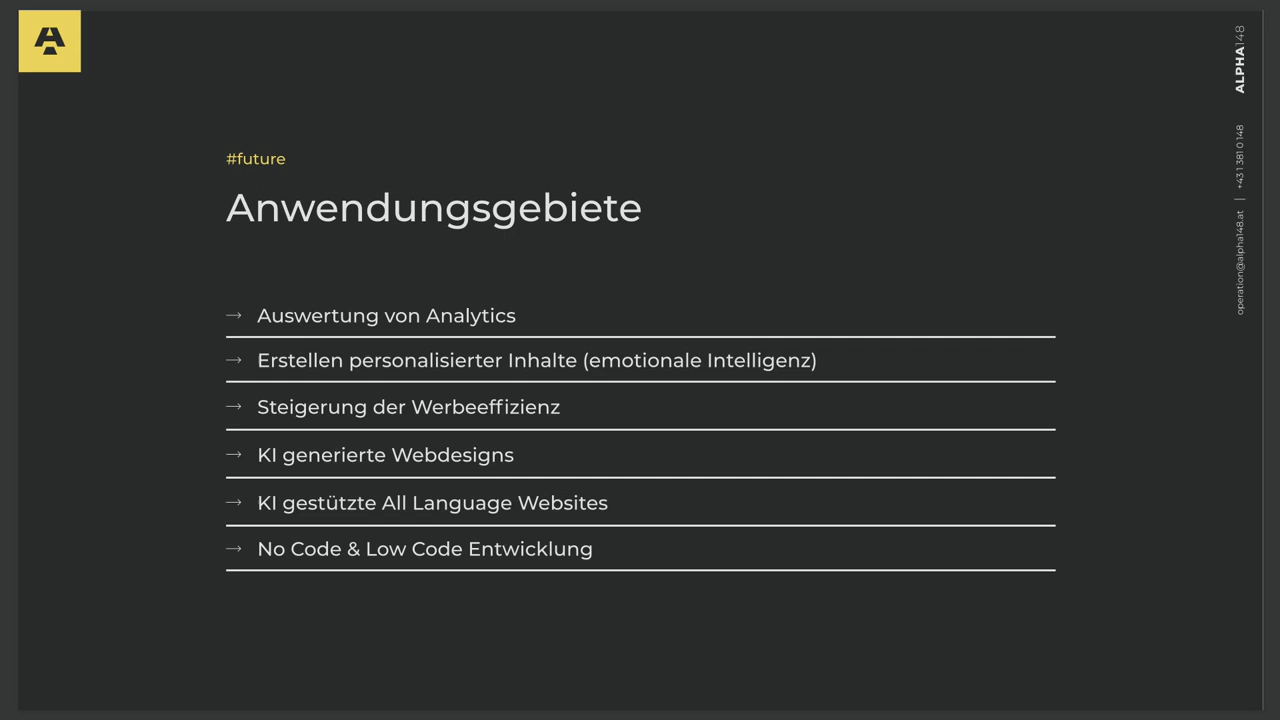 #future
Anwendungsgebiete
→ Auswertung von Analytics
→ Erstellen personalisierter Inhalte (emotionale Intelligenz)
→ Steigerung der Werbeeffizienz
→ KI generierte Webdesigns
→ KI gestützte All Language Websites
→ No Code & Low Code Entwicklung
operation@alpha148.at | +43 1 381 0 148 ALPHA148